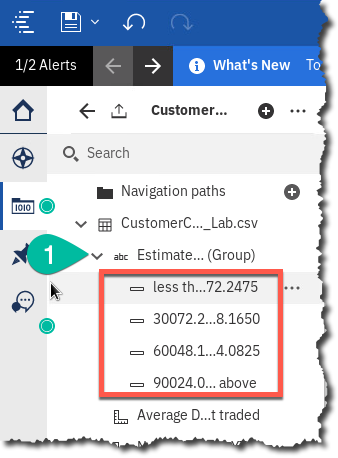 1/2 Alerts
What's New
To
Customer...
Search
Navigation paths
CustomerC..._Lab.csv
1
abc
Estimate... (Group)
less th...72.2475
30072.2...8.1650
60048.1...4.0825
90024.0... above
Average D...t traded